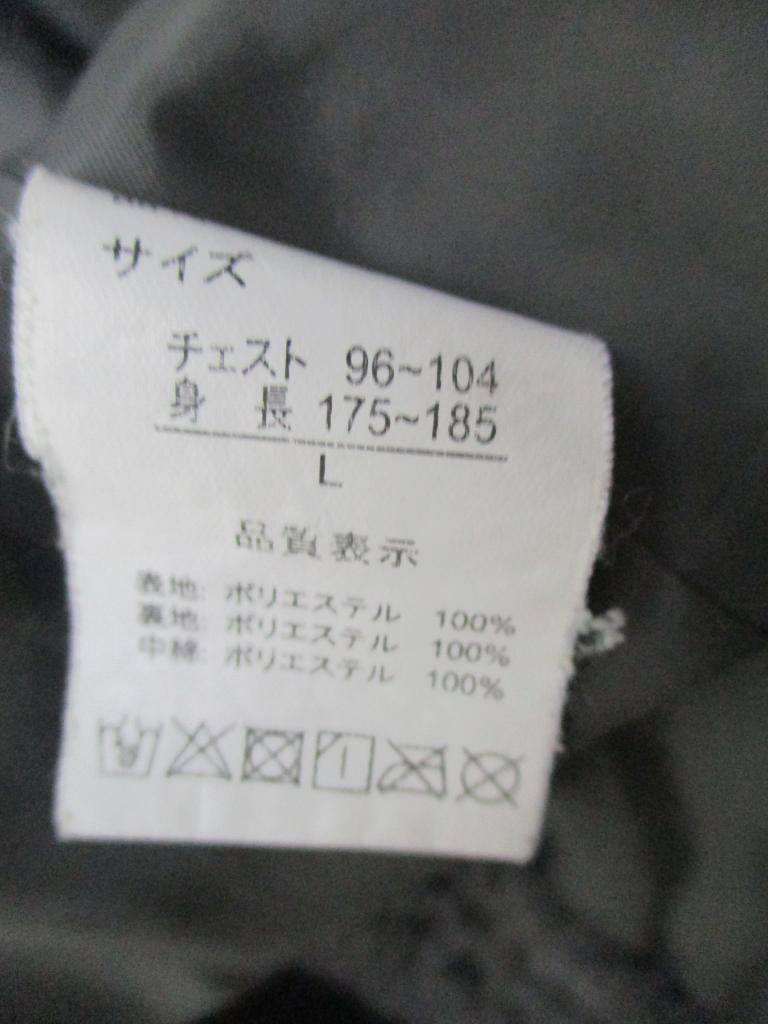 サイズ
チェスト 96~104
身 長 175~185
L
品質表示
表地: ポリエステル 100%
裏地: ポリエステル 100%
中綿: ポリエステル 100%